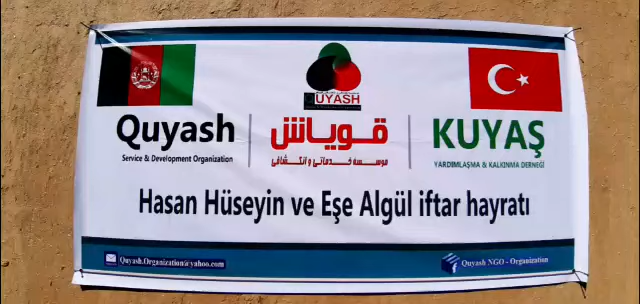 QUYASH
Quyash
Service & Development Organization
قویاش
موسسه خدماتی و انکشافی
KUYAŞ
YARDIMLAŞMA & KALKINMA DERNEĞİ
Hasan Hüseyin ve Eşe Algül iftar hayratı
Quyash.Organization@yahoo.com
Quyash NGO - Organization